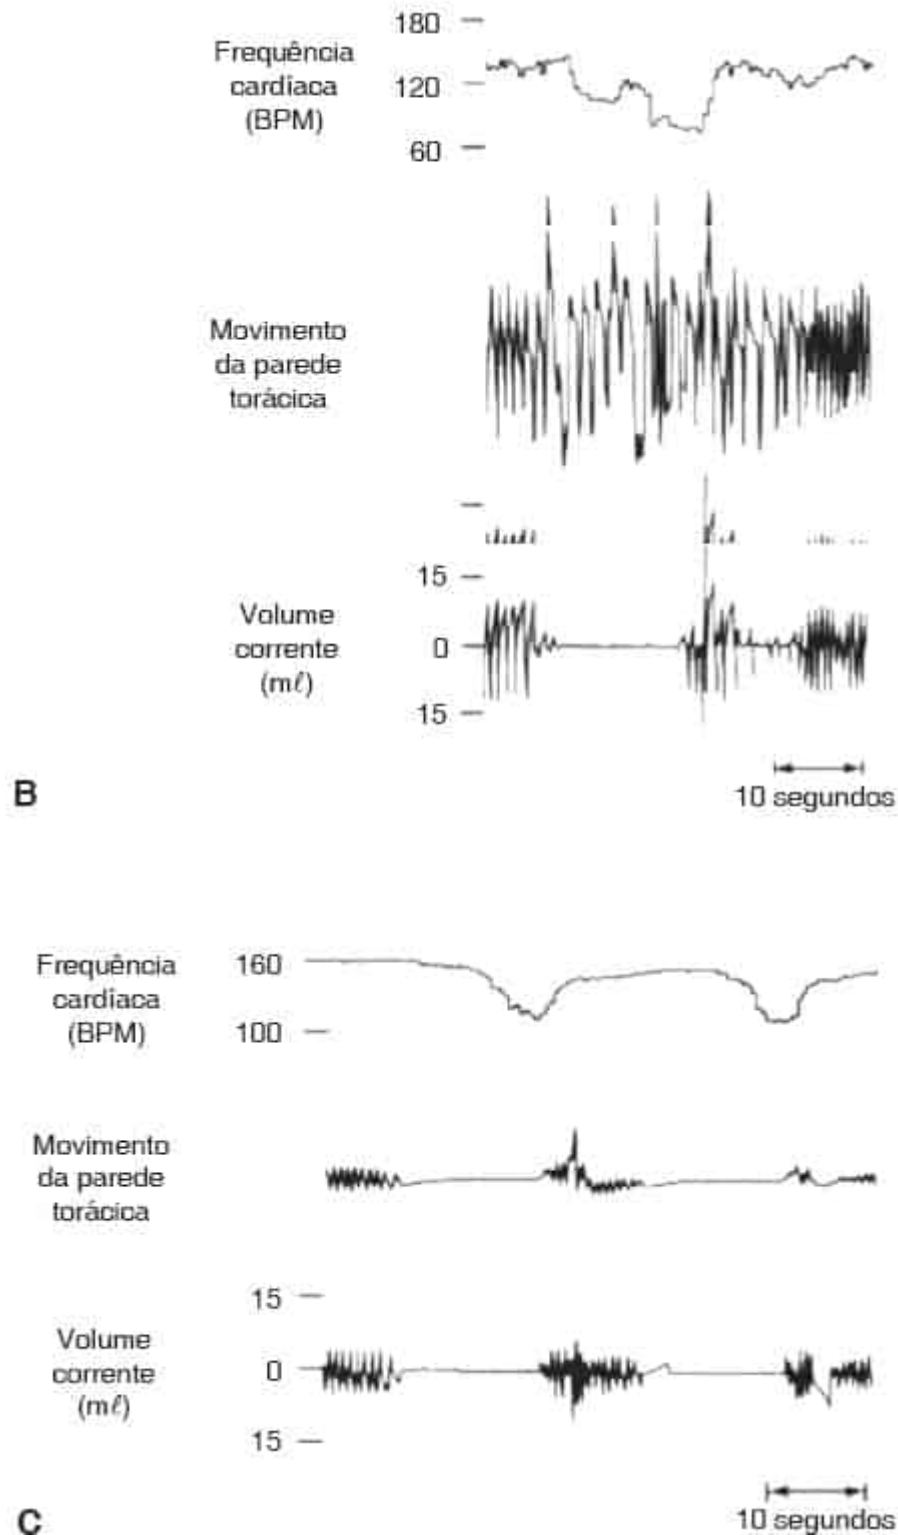 180
Frequência
cardíaca
(BPM)
120
60
Movimento
da parede
torácica
15
Volume
corrente
(mℓ)
0
15
B
10 segundos
Frequência
cardíaca
(BPM)
160
100
Movimento
da parede
torácica
15
Volume
corrente
(mℓ)
0
15
C
10 segundos